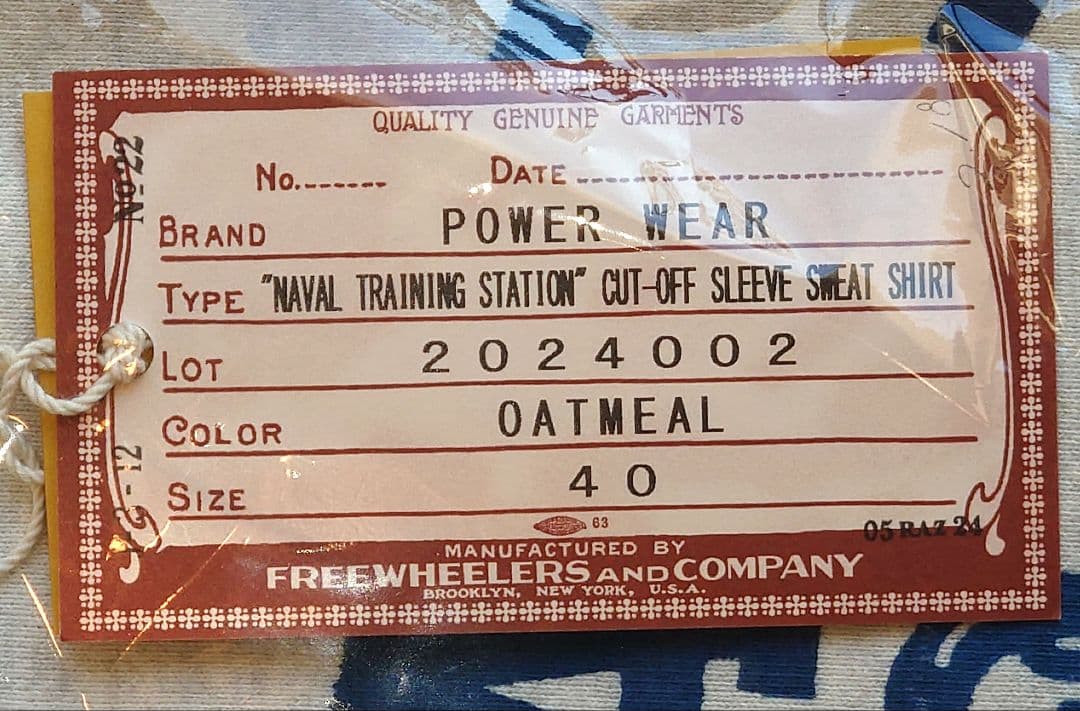 QUALITY GENUINE GARMENTS
No.
DATE
No 22
BRAND POWER WEAR
TYPE "NAVAL TRAINING STATION" CUT-OFF SLEEVE SWEAT SHIRT
LOT 2024002
COLOR OATMEAL
SIZE 40
63
05 RAZ 24
MANUFACTURED BY
FREEWHEELERS AND COMPANY
BROOKLYN, NEW YORK, U.S.A.